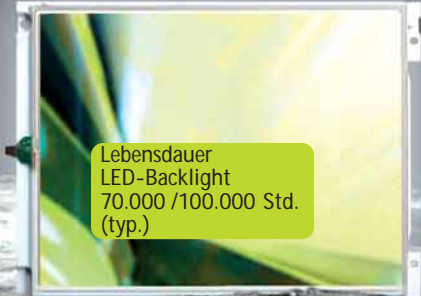 Lebensdauer
LED-Backlight
70.000 /100.000 Std.
(typ.)